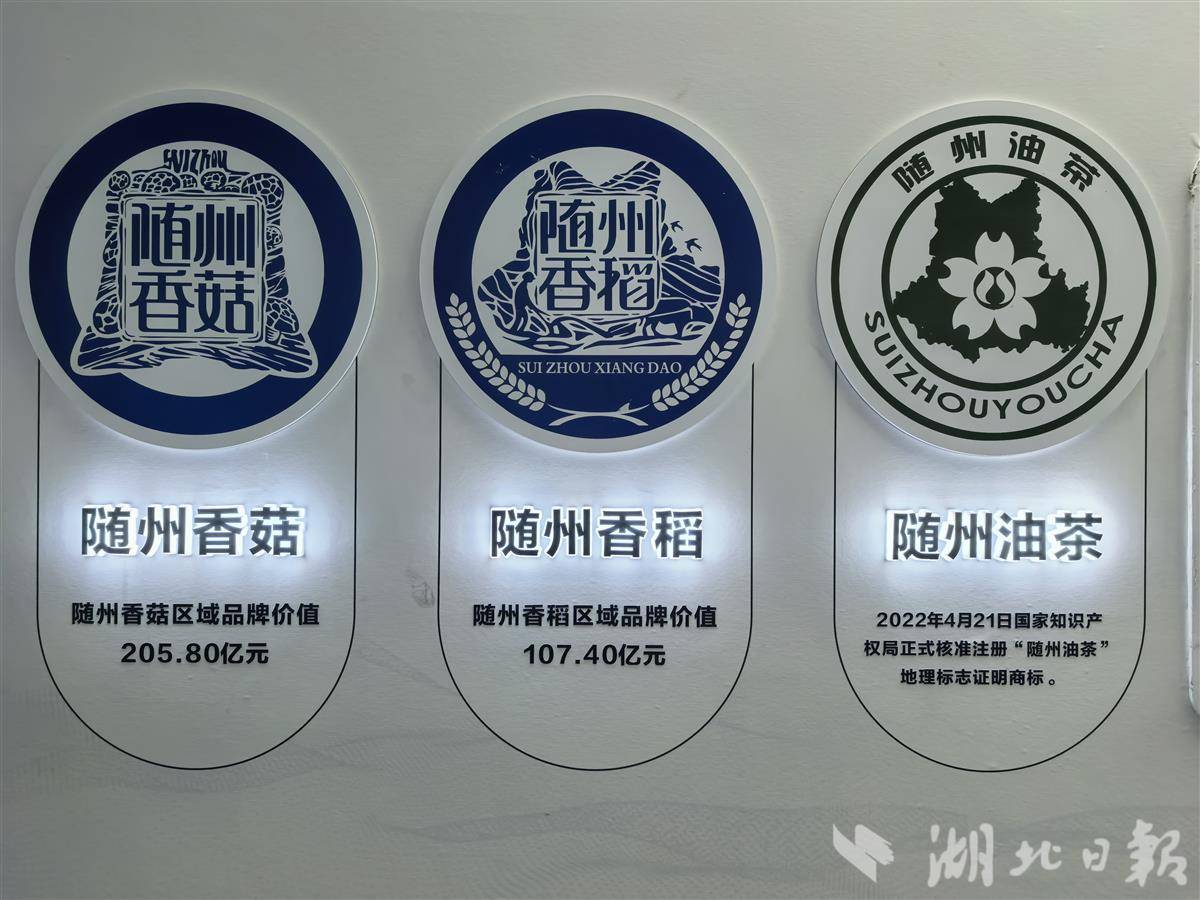 SUIZHOU
随州
香菇
随州香菇
随州香菇区域品牌价值
205.80亿元
随州
香稻
SUI ZHOU XIANG DAO
随州香稻
随州香稻区域品牌价值
107.40亿元
随州油茶
SUIZHOUYOUCHA
随州油茶
2022年4月21日国家知识产
权局正式核准注册“随州油茶”
地理标志证明商标。
湖北日報